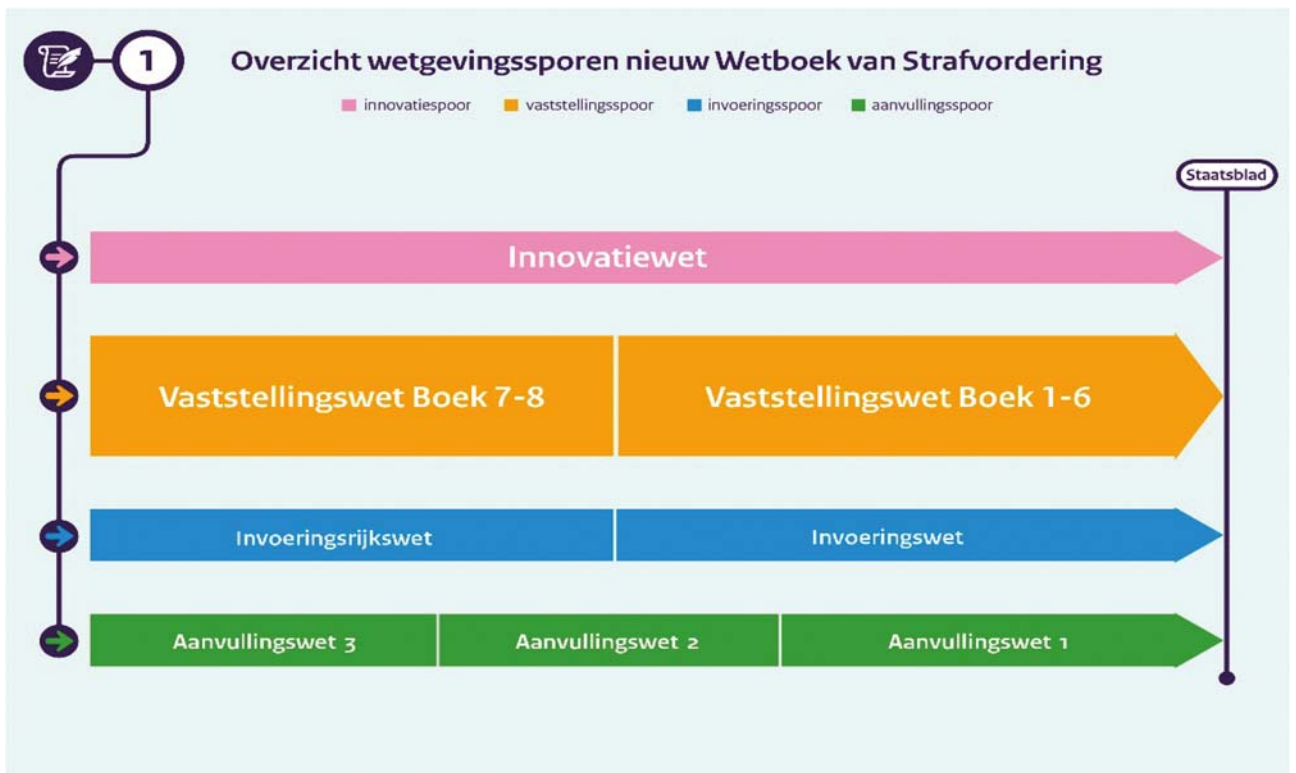 1
Overzicht wetgevingssporen nieuw Wetboek van Strafvordering
innovatiespoor vaststellingsspoor invoeringsspoor aanvullingsspoor
Staatsblad
Innovatiewet
Vaststellingswet Boek 7-8 Vaststellingswet Boek 1-6
Invoeringsrijkswet Invoeringswet
Aanvullingswet 3 Aanvullingswet 2 Aanvullingswet 1